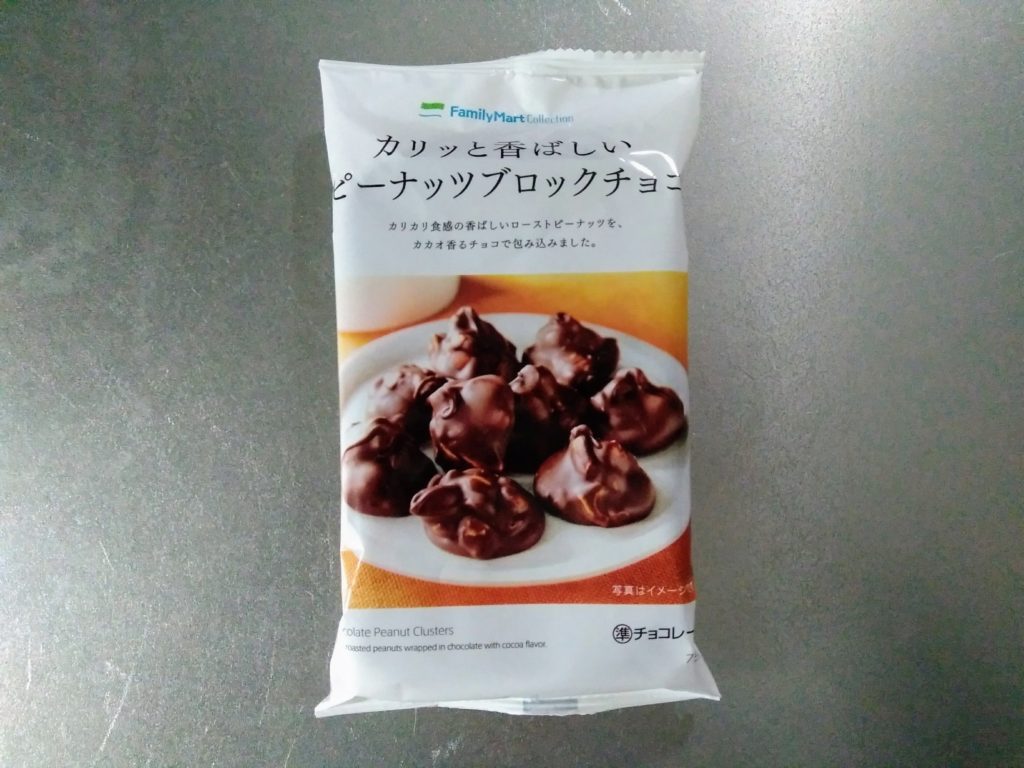 FamilyMart Collection
カリッと香ばしい
ピーナッツブロックチョコ
カリカリ食感の香ばしいローストピーナッツを、
カカオ香るチョコで包み込みました。
写真はイメージ
colate Peanut Clusters
roasted peanuts wrapped in chocolate with cocoa flavor.
準チョコレー